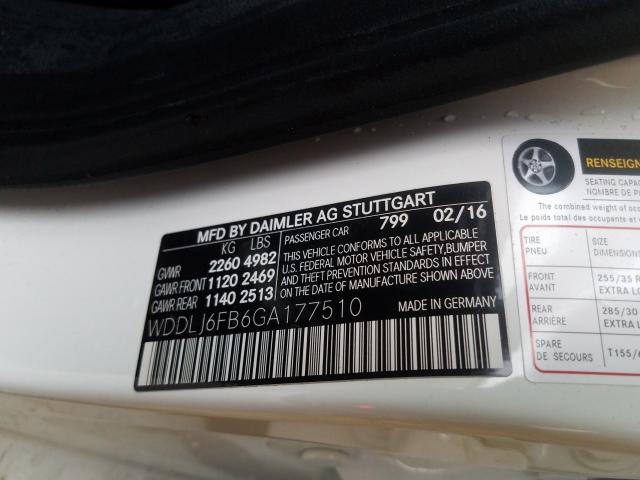 MFD BY DAIMLER AG STUTTGART
KG LBS
GVWR 2260 4982
GAWR FRONT 1120 2469
GAWR REAR 1140 2513
PASSENGER CAR 799 02/16
THIS VEHICLE CONFORMS TO ALL APPLICABLE
U.S. FEDERAL MOTOR VEHICLE SAFETY,BUMPER
AND THEFT PREVENTION STANDARDS IN EFFECT
ON THE DATE OF MANUFACTURE SHOWN ABOVE
WDDLJ6FB6GA177510
RENSEIGN
SEATING CAPA
NOMBRE DE P
The combined weight of occ
Le poids total des occupants et
TIRE
PNEU
SIZE
DIMENSION
FRONT
AVANT
255/35 R
EXTRA LO
REAR
ARRIÈRE
285/30
EXTRA L
SPARE
DE SECOURS
T155/